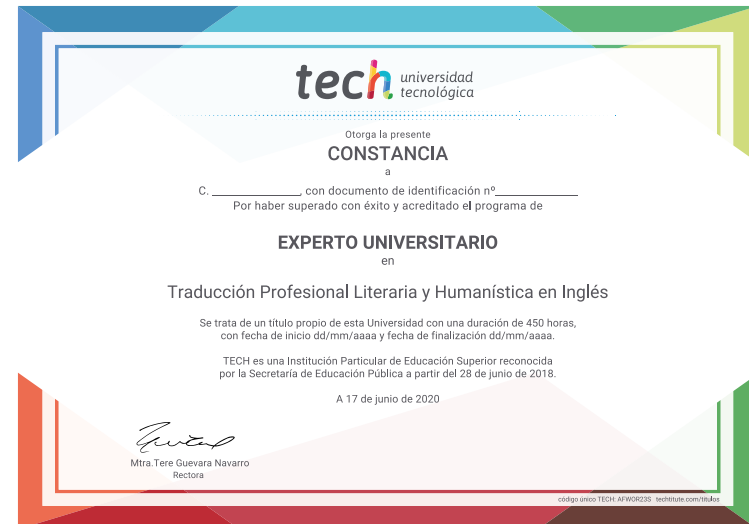 tech universidad
tecnológica
Otorga la presente
CONSTANCIA
a
C. ______________, con documento de identificación nº______________
Por haber superado con éxito y acreditado el programa de
EXPERTO UNIVERSITARIO
en
Traducción Profesional Literaria y Humanística en Inglés
Se trata de un título propio de esta Universidad con una duración de 450 horas,
con fecha de inicio dd/mm/aaaa y fecha de finalización dd/mm/aaaa.
TECH es una Institución Particular de Educación Superior reconocida
por la Secretaría de Educación Pública a partir del 28 de junio de 2018.
A 17 de junio de 2020
Mtra.Tere Guevara Navarro
Rectora
código único TECH: AFWOR23S techtitute.com/titulos